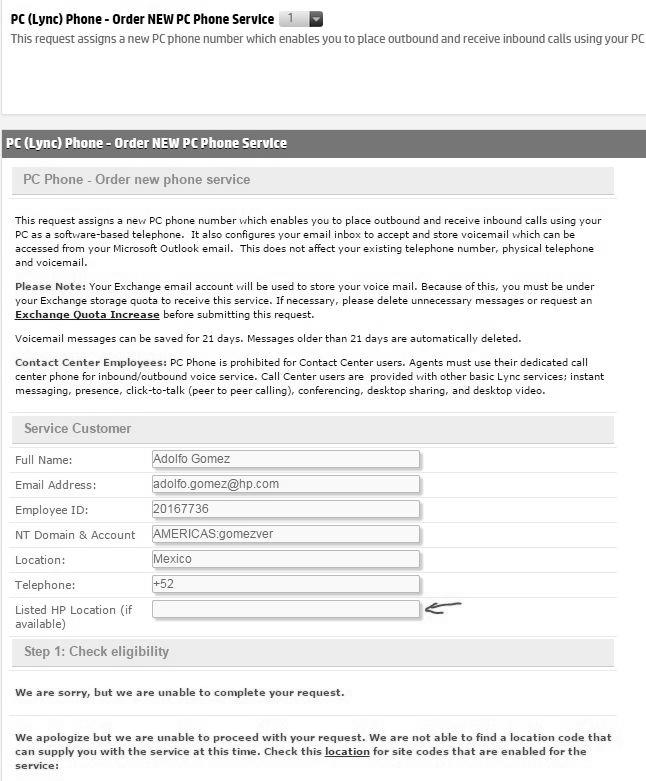 PC (Lync) Phone - Order NEW PC Phone Service 1
This request assigns a new PC phone number which enables you to place outbound and receive inbound calls using your PC
PC (Lync) Phone - Order NEW PC Phone Service
PC Phone - Order new phone service
This request assigns a new PC phone number which enables you to place outbound and receive inbound calls using your
PC as a software-based telephone.  It also configures your email inbox to accept and store voicemail which can be
accessed from your Microsoft Outlook email.  This does not affect your existing telephone number, physical telephone
and voicemail.
Please Note: Your Exchange email account will be used to store your voice mail. Because of this, you must be under
your Exchange storage quota to receive this service. If necessary, please delete unnecessary messages or request an
Exchange Quota Increase before submitting this request.
Voicemail messages can be saved for 21 days. Messages older than 21 days are automatically deleted.
Contact Center Employees: PC Phone is prohibited for Contact Center users. Agents must use their dedicated call
center phone for inbound/outbound voice service. Call Center users are  provided with other basic Lync services; instant
messaging, presence, click-to-talk (peer to peer calling), conferencing, desktop sharing, and desktop video.
Service Customer
Full Name: Adolfo Gomez
Email Address: adolfo.gomez@hp.com
Employee ID: 20167736
NT Domain & Account AMERICAS:gomezver
Location: Mexico
Telephone: +52
Listed HP Location (if
available)
Step 1: Check eligibility
We are sorry, but we are unable to complete your request.
We apologize but we are unable to proceed with your request. We are not able to find a location code that
can supply you with the service at this time. Check this location for site codes that are enabled for the
service: